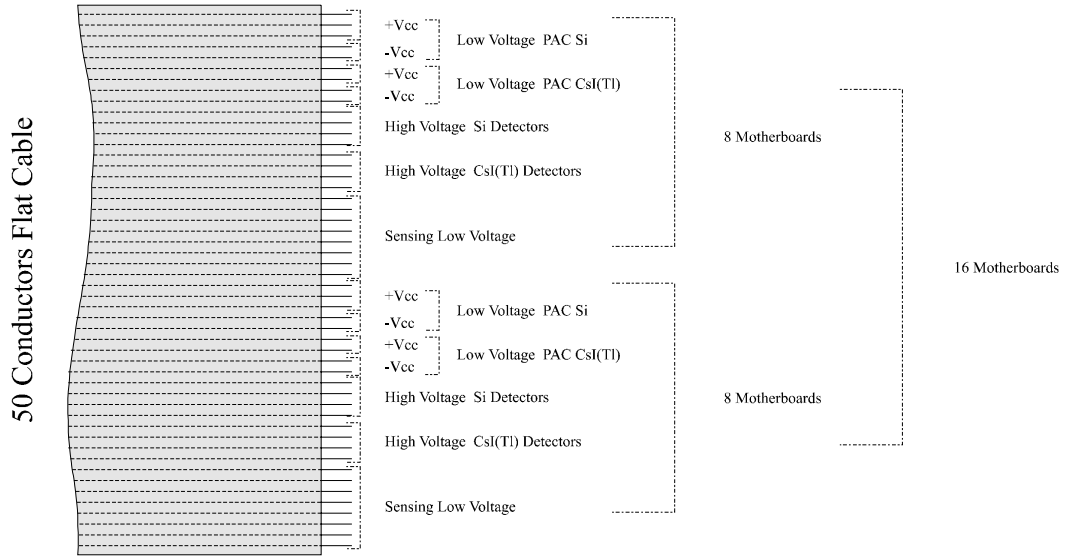 50 Conductors Flat Cable
+Vcc
-Vcc
Low Voltage PAC Si
+Vcc
-Vcc
Low Voltage PAC CsI(Tl)
High Voltage Si Detectors
High Voltage CsI(Tl) Detectors
Sensing Low Voltage
8 Motherboards
+Vcc
-Vcc
Low Voltage PAC Si
+Vcc
-Vcc
Low Voltage PAC CsI(Tl)
High Voltage Si Detectors
High Voltage CsI(Tl) Detectors
Sensing Low Voltage
8 Motherboards
16 Motherboards